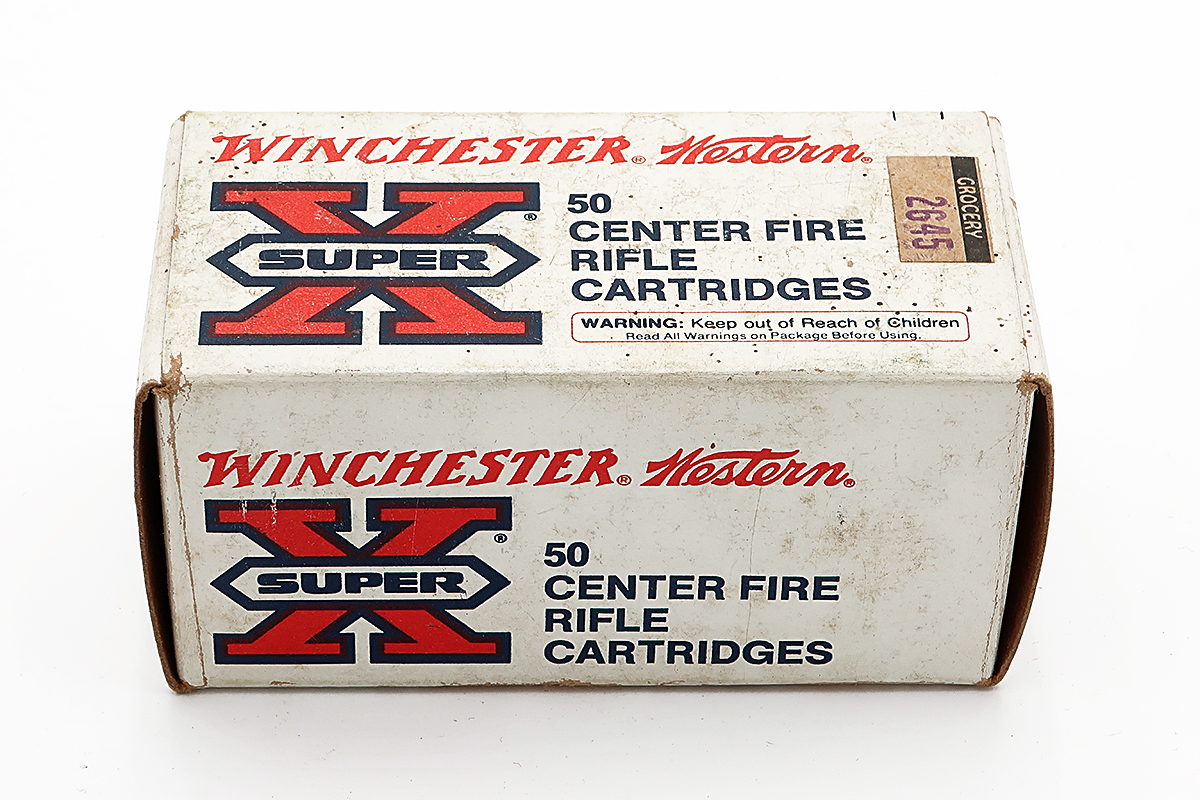 WINCHESTER® Western®
X ®
SUPER
50
CENTER FIRE
RIFLE
CARTRIDGES
WARNING: Keep out of Reach of Children
Read All Warnings on Package Before Using.
GROCERY
2645
WINCHESTER® Western®
X ®
SUPER
50
CENTER FIRE
RIFLE
CARTRIDGES